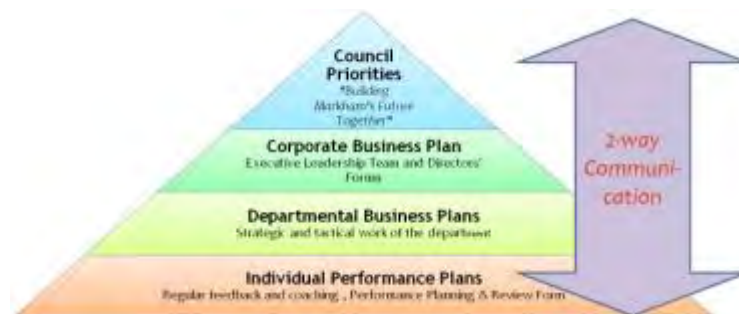 Council
Priorities
"Building
Markham's Future
Together"
Corporate Business Plan
Executive Leadership Team and Directors'
Forum
Departmental Business Plans
Strategic and tactical work of the department
Individual Performance Plans
Regular feedback and coaching , Performance Planning & Review Form
2-way
Communi-
cation